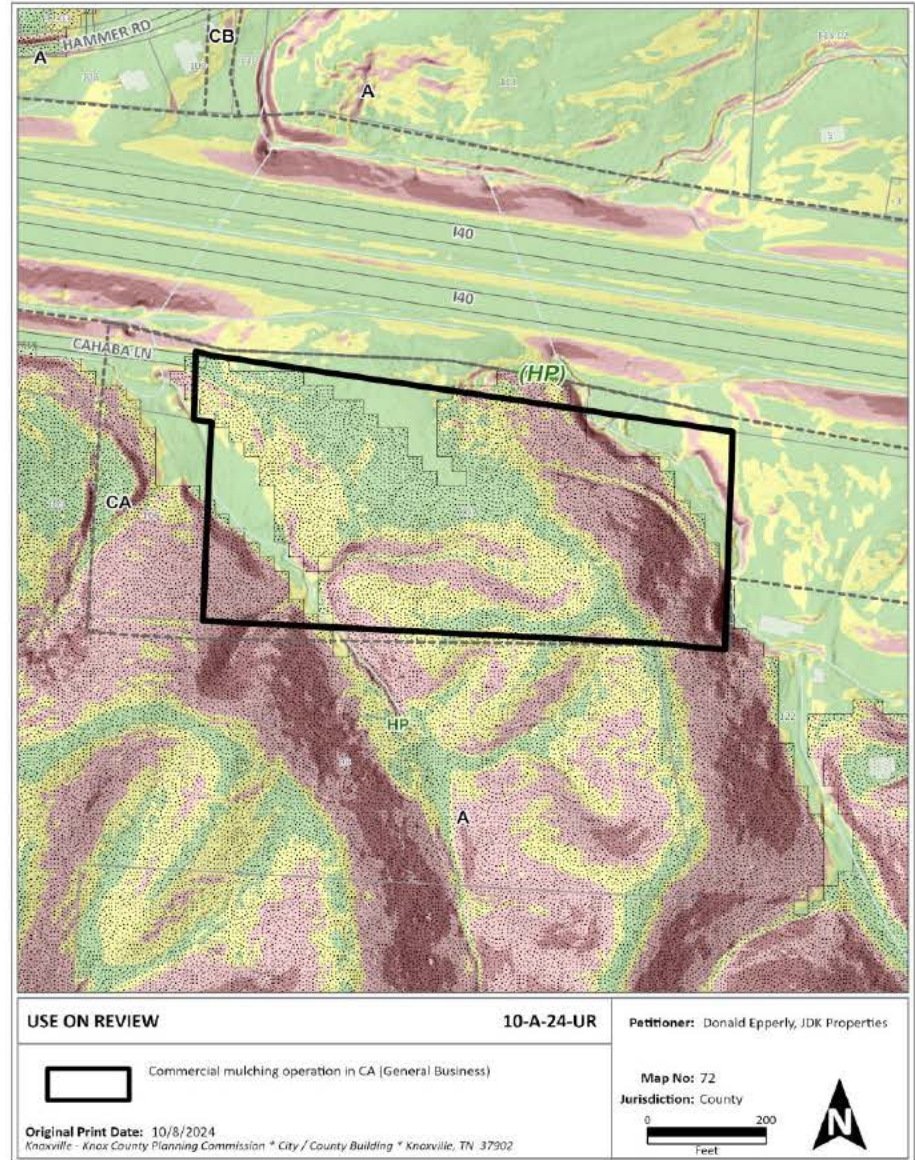 HAMMER RD
CB
A
A
I40
I40
CAHABA LN
(HP)
CA
122
HP
A
USE ON REVIEW
10-A-24-UR
Commercial mulching operation in CA (General Business)
Original Print Date: 10/8/2024
Knoxville - Knox County Planning Commission * City / County Building * Knoxville, TN 37902
Petitioner: Donald Epperly, JDK Properties
Map No: 72
Jurisdiction: County
0 200
Feet
N